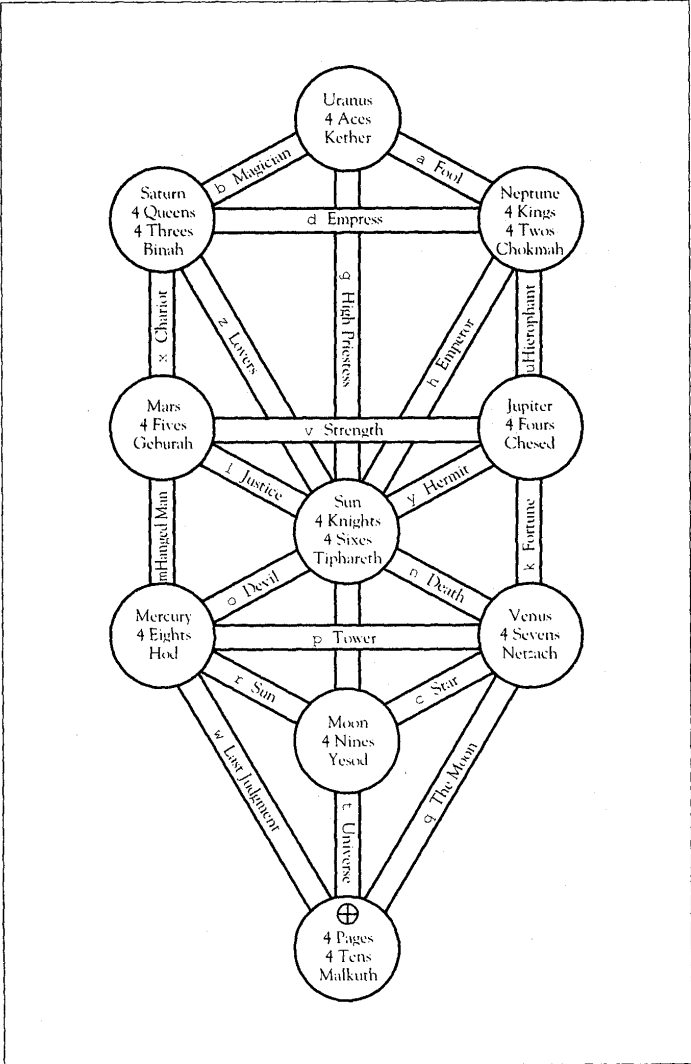 Uranus
4 Aces
Kether
b Magician
a Fool
Saturn
4 Queens
4 Threes
Binah
d Empress
Neptune
4 Kings
4 Twos
Chokmah
x Chariot
z Lovers
g High Priestess
h Emperor
uHierophant
Mars
4 Fives
Geburah
v Strength
Jupiter
4 Fours
Chesed
l Justice
y Hermit
Sun
4 Knights
4 Sixes
Tiphareth
mHanged Man
k Fortune
o Devil
n Death
Mercury
4 Eights
Hod
p Tower
Venus
4 Sevens
Netzach
r Sun
c Star
Moon
4 Nines
Yesod
w Last Judgment
t Universe
q The Moon
4 Pages
4 Tens
Malkuth